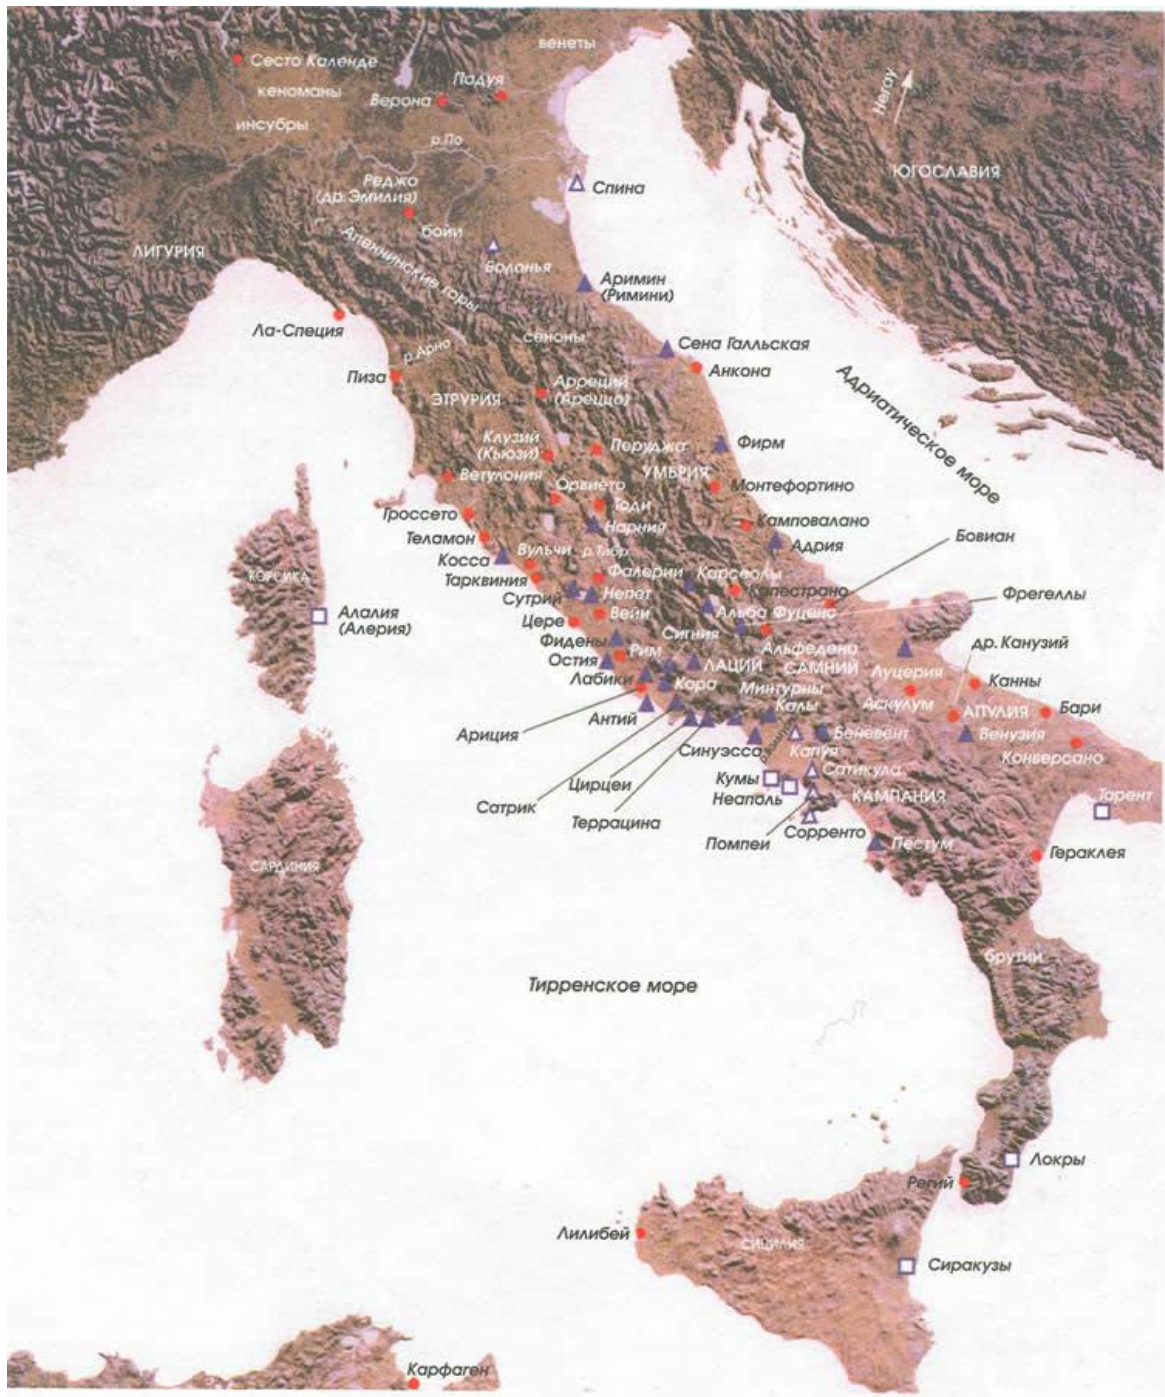 венеты
Сесто Календе
кеноманы
Падуя
Верона
Negау
инсубры
р. По
ЮГОСЛАВИЯ
Реджо
(др. Эмилия)
Спина
бойи
ЛИГУРИЯ
Апеннинские горы
Болонья
Аримин
(Римини)
Ла-Специя
сеноны
Сена Галльская
р. Арно
Анкона
Пиза
Адриатическое море
ЭТРУРИЯ
Арреций
(Ареццо)
Клузий
(Кьюзи)
Перуджа
Фирм
Ветулония
УМБРИЯ
Орвието
Монтефортино
Гроссето
Тоди
Нарния
Камповалано
Теламон
Бовиан
Адрия
Косса
Вульчи
р. Тибр
КОРСИКА
Тарквиния
Фалерии
Карсеолы
Капестрано
Сутрий
Непет
Фрегеллы
Алалия
(Алерия)
Цере
Вейи
Альба Фуцено
Фидены
Сигния
др. Канузий
Остия
Рим
ЛАЦИЙ
Альфедена
САМНИЙ
Луцерия
Лабики
Кора
Минтурны
Канны
Аскулум
АПУЛИЯ
Бари
Ариция
Антий
Калы
Беневент
Венузия
Синуэсса
Капуя
Конверсано
Цирцеи
Кумы
Сатикула
Сатрик
Неаполь
КАМПАНИЯ
Тарент
Террацина
Помпеи
Сорренто
Пестум
Гераклея
САРДИНИЯ
брутии
Тирренское море
Локры
Регий
Лилибей
СИЦИЛИЯ
Сиракузы
Карфаген